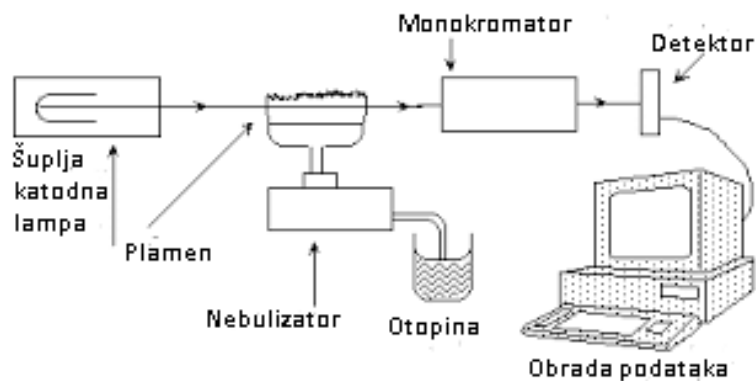 Monokromator
Detektor
Šuplja
katodna
lampa
Plamen
Nebulizator
Otopina
Obrada podataka